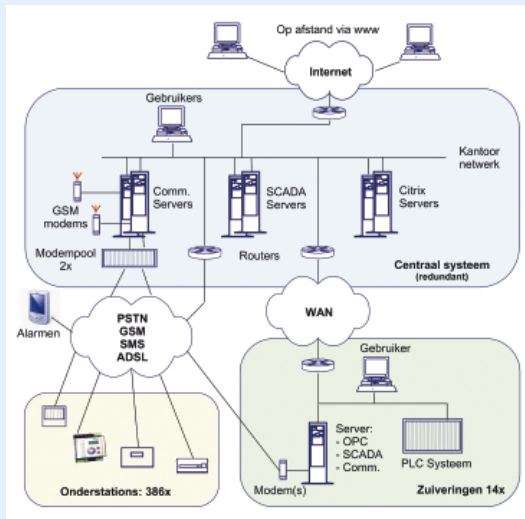 Op afstand via www
Internet
Gebruikers
Kantoor
netwerk
Comm.
Servers
SCADA
Servers
Citrix
Servers
GSM
modems
Modempool
2x
Routers
Centraal systeem
(redundant)
Alarmen
PSTN
GSM
SMS
ADSL
WAN
Gebruiker
Server:
- OPC
- SCADA
- Comm.
PLC Systeem
Modem(s)
Onderstations: 386x
Zuiveringen 14x